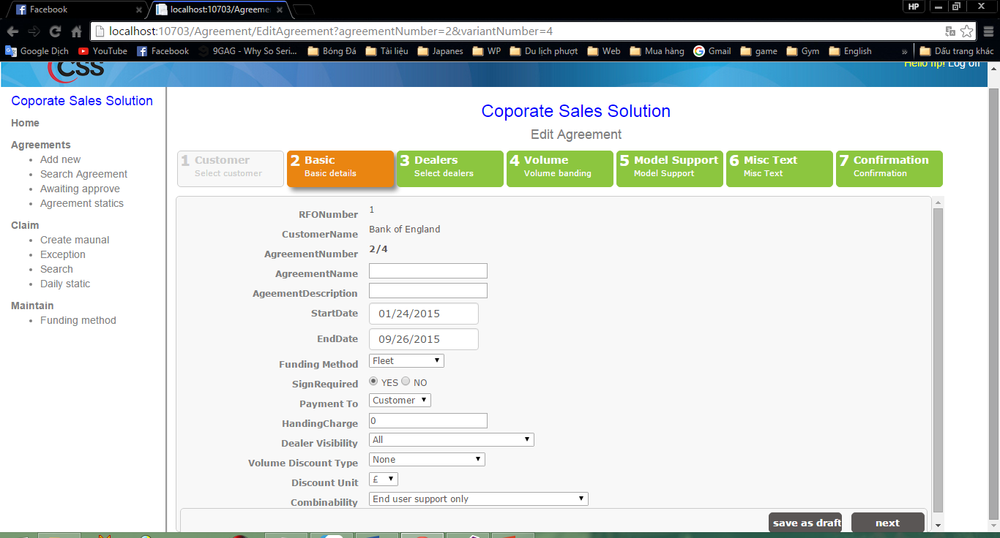 Facebook
localhost:10703/Agreeme
HP
localhost:10703/Agreement/EditAgreement?agreementNumber=2&variantNumber=4
Google Dịch YouTube Facebook 9GAG - Why So Seri... Bóng Đá Tài liệu Japanes WP Du lịch phượt Web Mua hàng Gmail game Gym English » Dấu trang khác
CSS
Hello hp! Log off
Coporate Sales Solution
Home
Agreements
Add new
Search Agreement
Awaiting approve
Agreement statics
Claim
Create maunal
Exception
Search
Daily static
Maintain
Funding method
Coporate Sales Solution
Edit Agreement
1 Customer
Select customer
2 Basic
Basic details
3 Dealers
Select dealers
4 Volume
Volume banding
5 Model Support
Model Support
6 Misc Text
Misc Text
7 Confirmation
Confirmation
RFONumber 1
CustomerName Bank of England
AgreementNumber 2/4
AgreementName
AgeementDescription
StartDate 01/24/2015
EndDate 09/26/2015
Funding Method Fleet
SignRequired YES NO
Payment To Customer
HandingCharge 0
Dealer Visibility All
Volume Discount Type None
Discount Unit £
Combinability End user support only
save as draft next